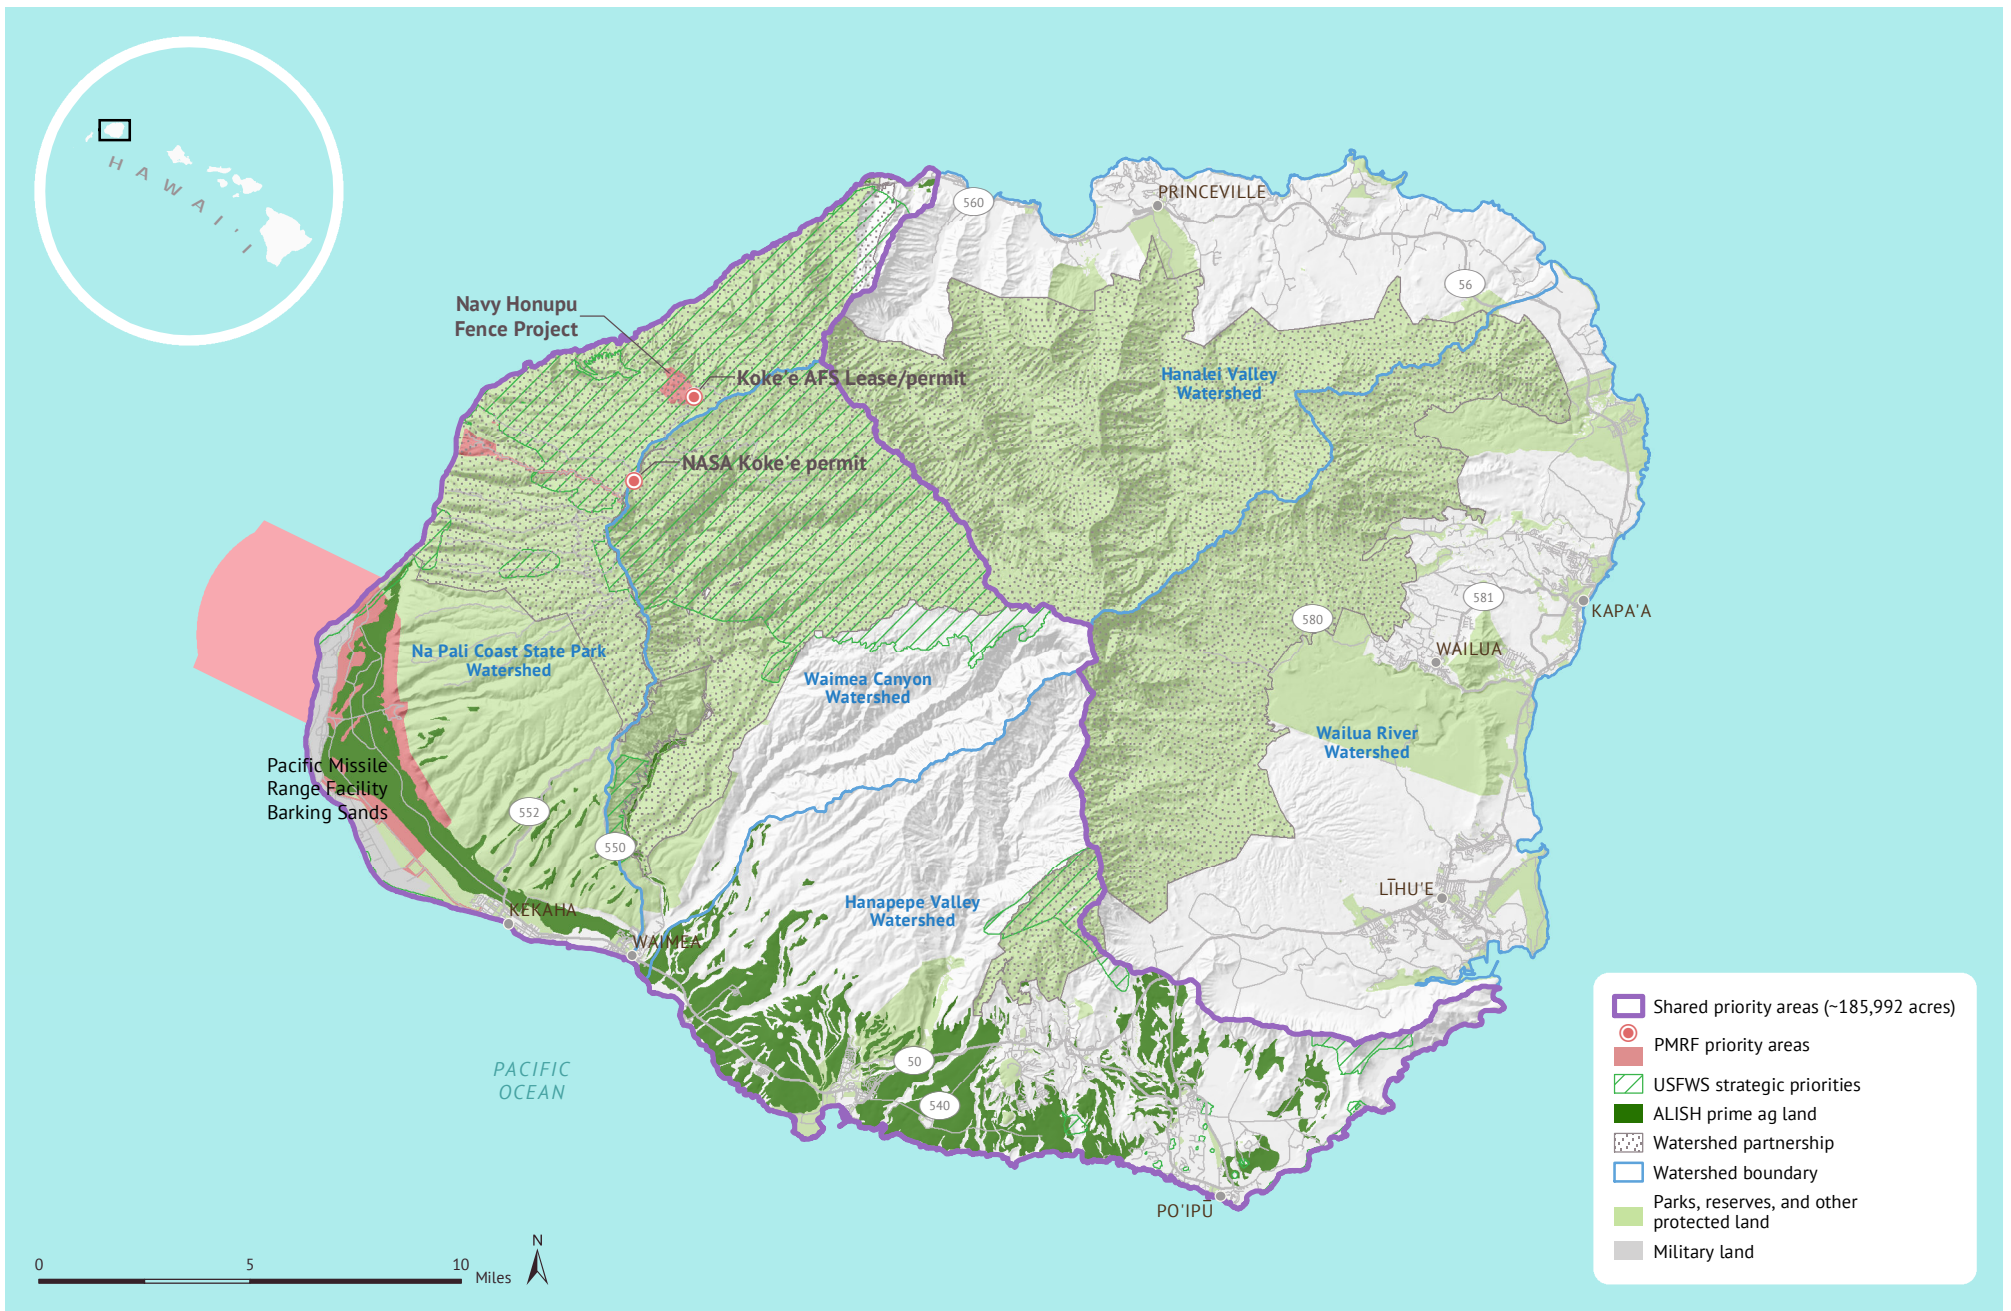 HAWAI'I
560
PRINCEVILLE
56
Navy Honupu
Fence Project
Koke'e AFS Lease/permit
Hanalei Valley
Watershed
NASA Koke'e permit
581
580
KAPA'A
WAILUA
Na Pali Coast State Park
Watershed
Waimea Canyon
Watershed
Wailua River
Watershed
Pacific Missile
Range Facility
Barking Sands
552
550
LĪHU'E
KEKAHA
Hanapepe Valley
Watershed
WAIMEA
50
540
PACIFIC
OCEAN
PO'IPŪ
Shared priority areas (~185,992 acres)
PMRF priority areas
USFWS strategic priorities
ALISH prime ag land
Watershed partnership
Watershed boundary
Parks, reserves, and other
protected land
Military land
0 5 10 Miles
N